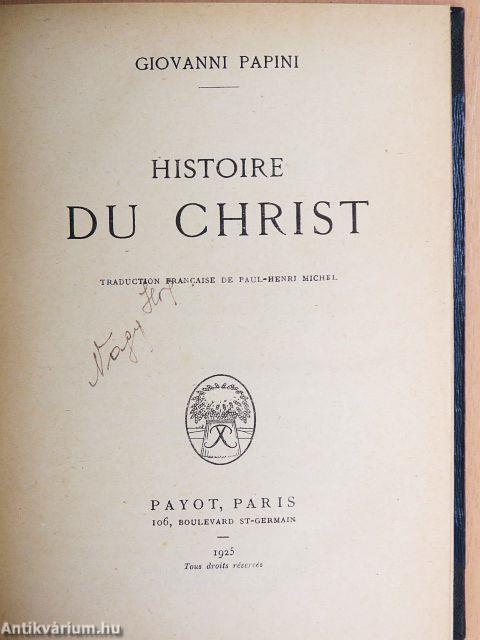 GIOVANNI PAPINI
HISTOIRE
DU CHRIST
TRADUCTION FRANÇAISE DE PAUL-HENRI MICHEL
Nagy
PAYOT, PARIS
106, BOULEVARD ST-GERMAIN
1925
Tous droits réservés
Antikvárium.hu